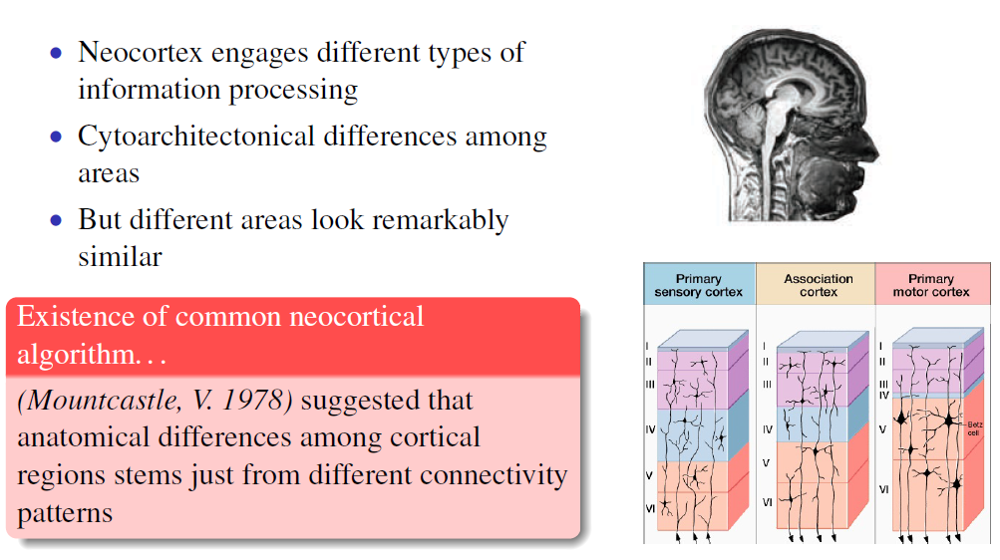 Neocortex engages different types of
information processing
Cytoarchitectonical differences among
areas
But different areas look remarkably
similar
Existence of common neocortical
algorithm. . .
(Mountcastle, V. 1978) suggested that
anatomical differences among cortical
regions stems just from different connectivity
patterns
Primary
sensory cortex
Association
cortex
Primary
motor cortex
I
II
III
IV
V
VI
I
II
III
IV
V
VI
I
II
III
IV
V
VI
Betz
cell